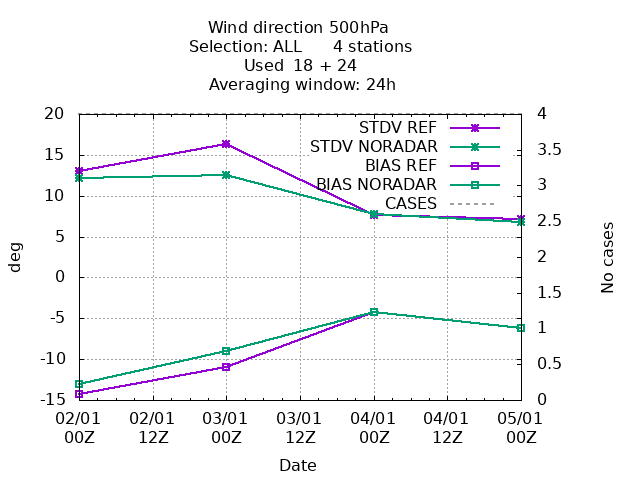 Wind direction 500hPa
Selection: ALL      4 stations
Used  18 + 24
Averaging window: 24h
STDV REF
STDV NORADAR
BIAS REF
BIAS NORADAR
CASES
deg
20
15
10
5
0
-5
-10
-15
No cases
4
3.5
3
2.5
2
1.5
1
0.5
0
02/01 02/01 03/01 03/01 04/01 04/01 05/01
00Z 12Z 00Z 12Z 00Z 12Z 00Z
Date